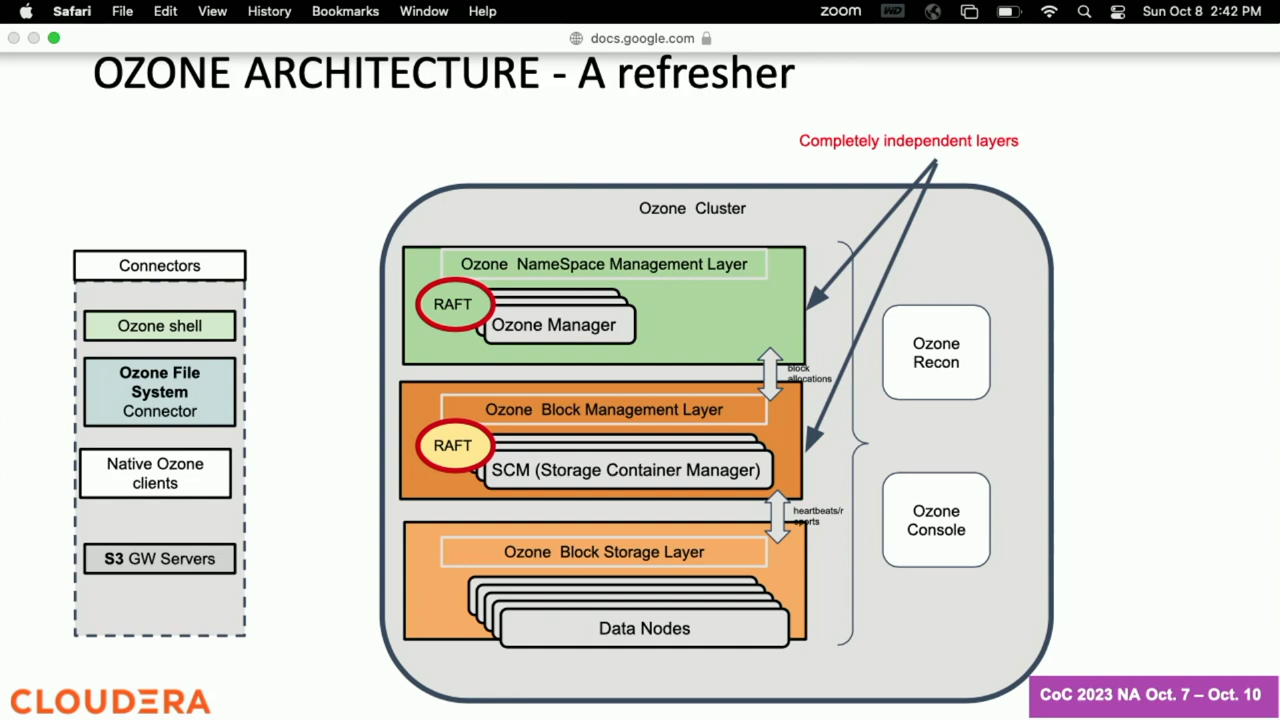 Safari File Edit View History Bookmarks Window Help
zoom WD Sun Oct 8 2:42 PM
docs.google.com
OZONE ARCHITECTURE - A refresher
Completely independent layers
Ozone Cluster
Connectors
Ozone shell
Ozone File
System
Connector
Native Ozone
clients
S3 GW Servers
Ozone NameSpace Management Layer
RAFT
Ozone Manager
block
allocations
Ozone Block Management Layer
RAFT
SCM (Storage Container Manager)
heartbeats/r
eports
Ozone Block Storage Layer
Data Nodes
Ozone
Recon
Ozone
Console
CLOUDERA
CoC 2023 NA Oct. 7 – Oct. 10